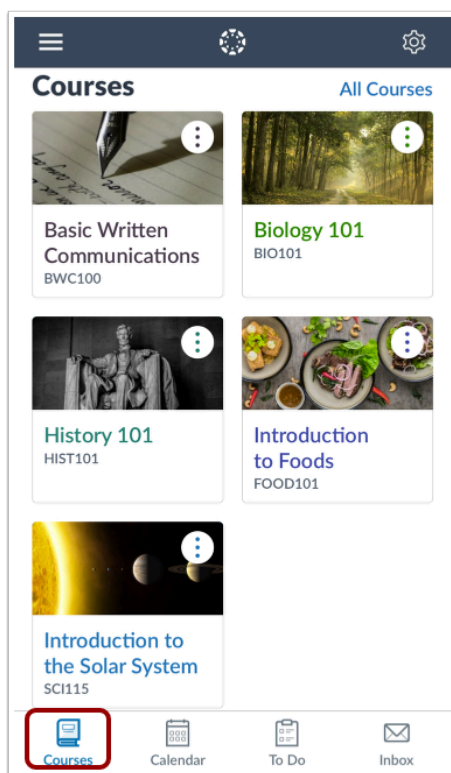 Courses
All Courses
Basic Written
Communications
BWC100
Biology 101
BIO101
History 101
HIST101
Introduction
to Foods
FOOD101
Introduction to
the Solar System
SCI115
Courses
Calendar
To Do
Inbox